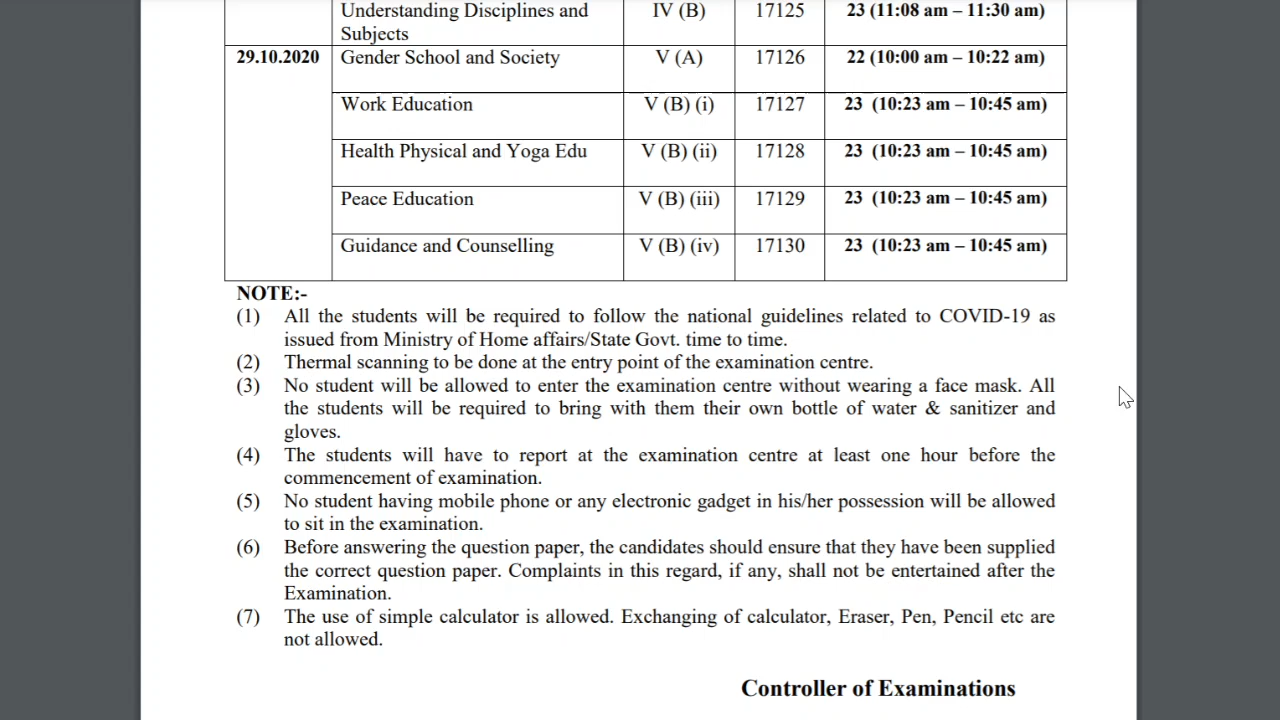 Understanding Disciplines and IV (B) 17125 23 (11:08 am – 11:30 am)
Subjects
29.10.2020 Gender School and Society V (A) 17126 22 (10:00 am – 10:22 am)
Work Education V (B) (i) 17127 23 (10:23 am – 10:45 am)
Health Physical and Yoga Edu V (B) (ii) 17128 23 (10:23 am – 10:45 am)
Peace Education V (B) (iii) 17129 23 (10:23 am – 10:45 am)
Guidance and Counselling V (B) (iv) 17130 23 (10:23 am – 10:45 am)
NOTE:-
(1) All the students will be required to follow the national guidelines related to COVID-19 as
issued from Ministry of Home affairs/State Govt. time to time.
(2) Thermal scanning to be done at the entry point of the examination centre.
(3) No student will be allowed to enter the examination centre without wearing a face mask. All
the students will be required to bring with them their own bottle of water & sanitizer and
gloves.
(4) The students will have to report at the examination centre at least one hour before the
commencement of examination.
(5) No student having mobile phone or any electronic gadget in his/her possession will be allowed
to sit in the examination.
(6) Before answering the question paper, the candidates should ensure that they have been supplied
the correct question paper. Complaints in this regard, if any, shall not be entertained after the
Examination.
(7) The use of simple calculator is allowed. Exchanging of calculator, Eraser, Pen, Pencil etc are
not allowed.
Controller of Examinations